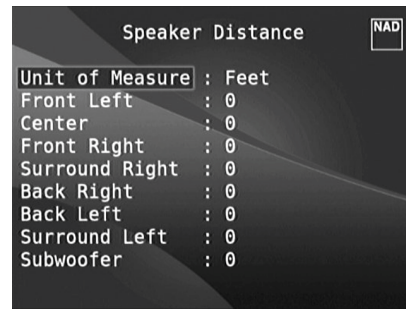 Speaker Distance
NAD
Unit of Measure : Feet
Front Left : 0
Center : 0
Front Right : 0
Surround Right : 0
Back Right : 0
Back Left : 0
Surround Left : 0
Subwoofer : 0